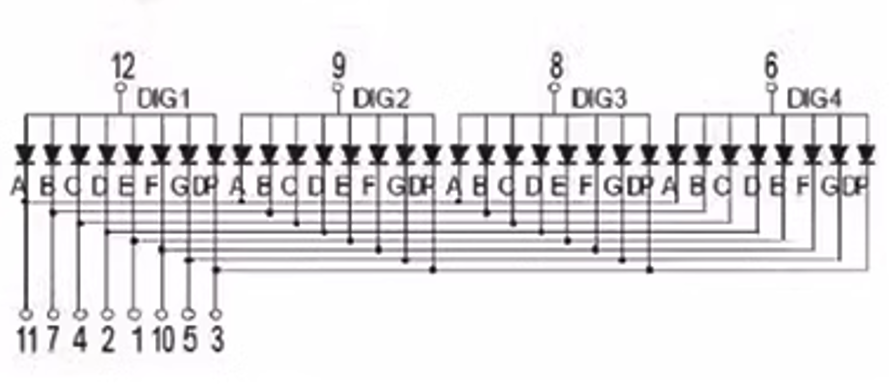 12 9 8 6
DIG1 DIG2 DIG3 DIG4
A B C D E F G DP A B C D E F G DP A B C D E F G DP A B C D E F G DP
11 7 4 2 1 10 5 3